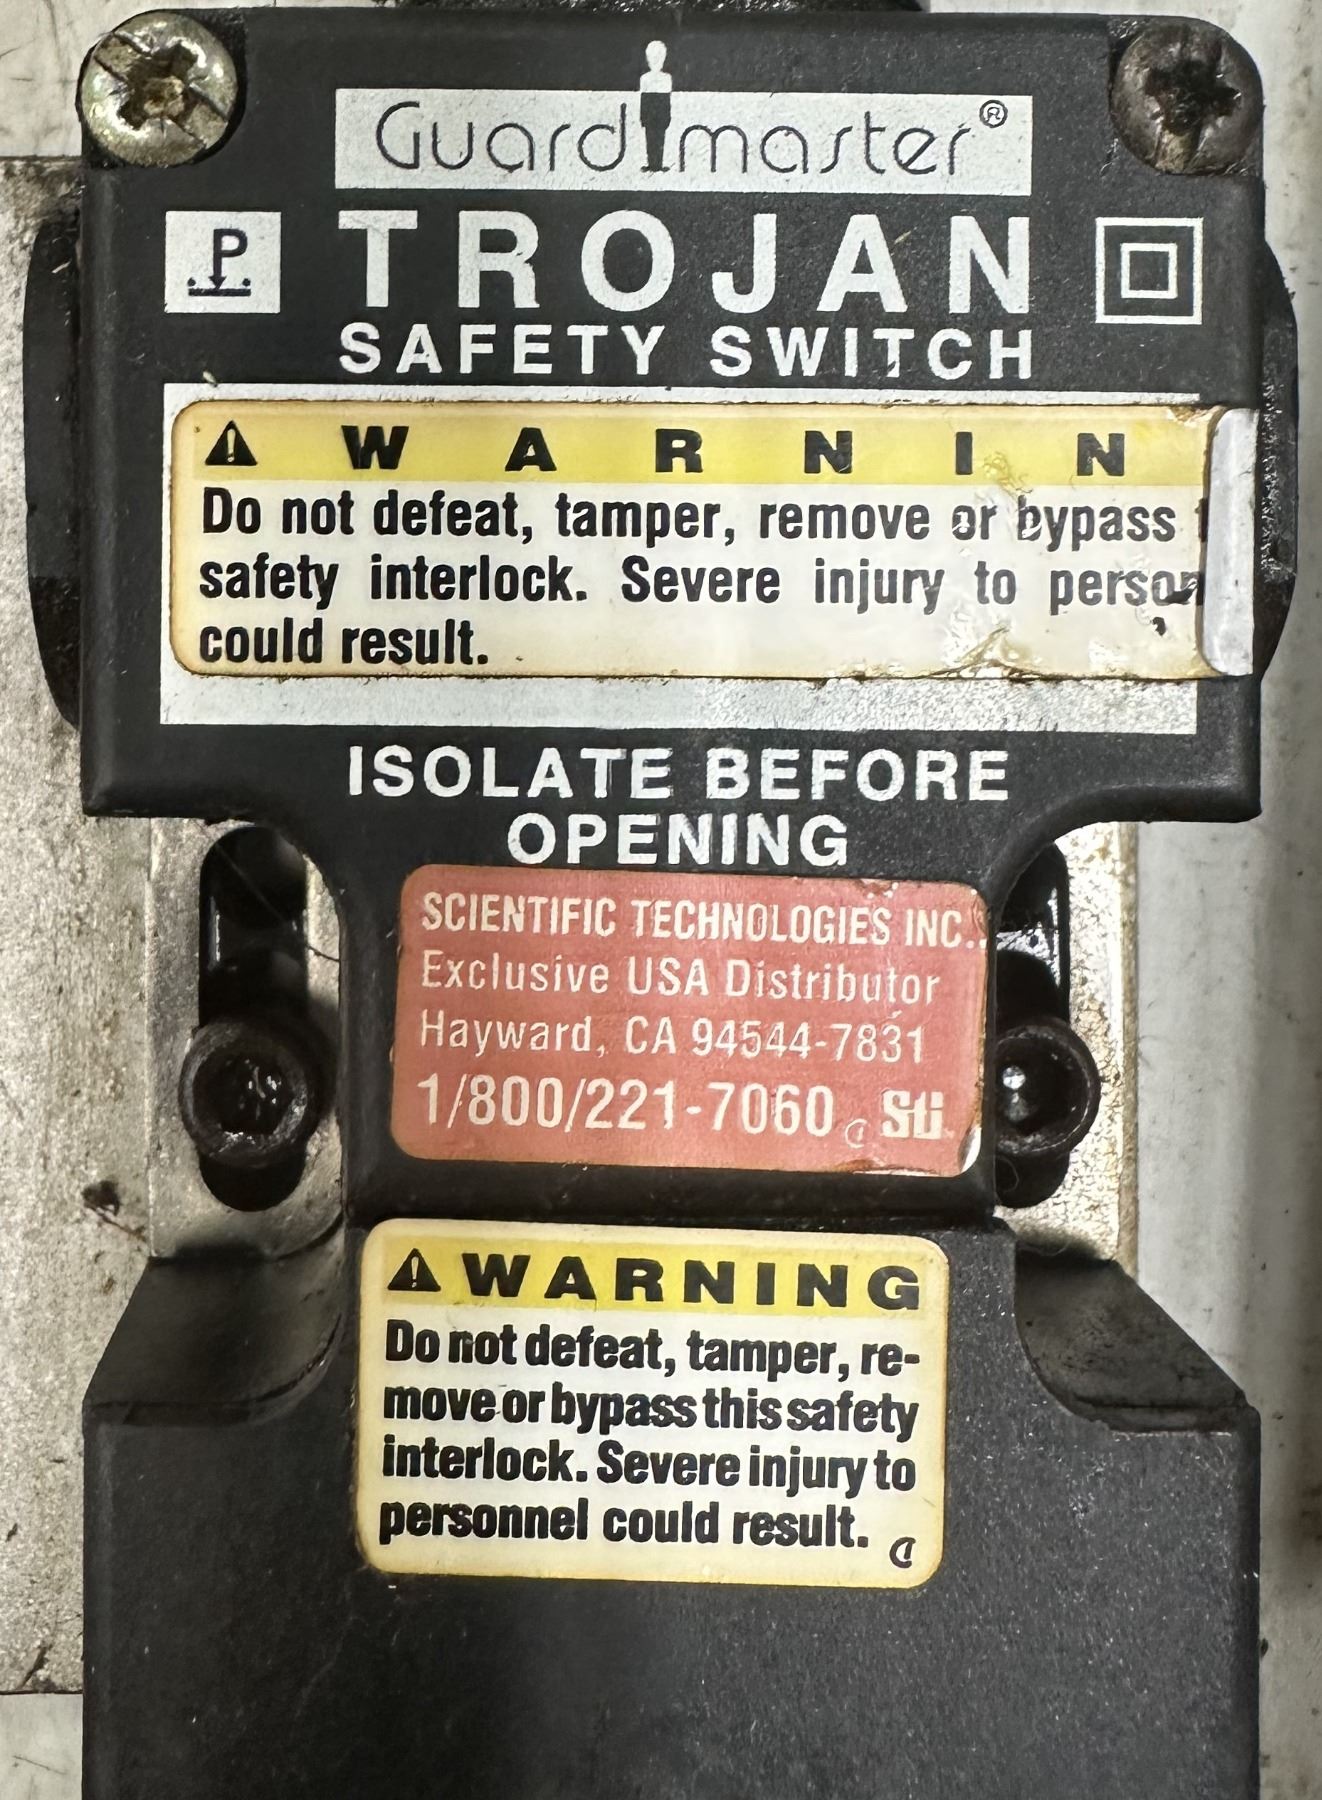 Guardmaster®
P
TROJAN
SAFETY SWITCH
WARNIN
Do not defeat, tamper, remove or bypass
safety interlock. Severe injury to person
could result.
ISOLATE BEFORE
OPENING
SCIENTIFIC TECHNOLOGIES INC.
Exclusive USA Distributor
Hayward, CA 94544-7831
1/800/221-7060 Sti
WARNING
Do not defeat, tamper, re-
move or bypass this safety
interlock. Severe injury to
personnel could result.